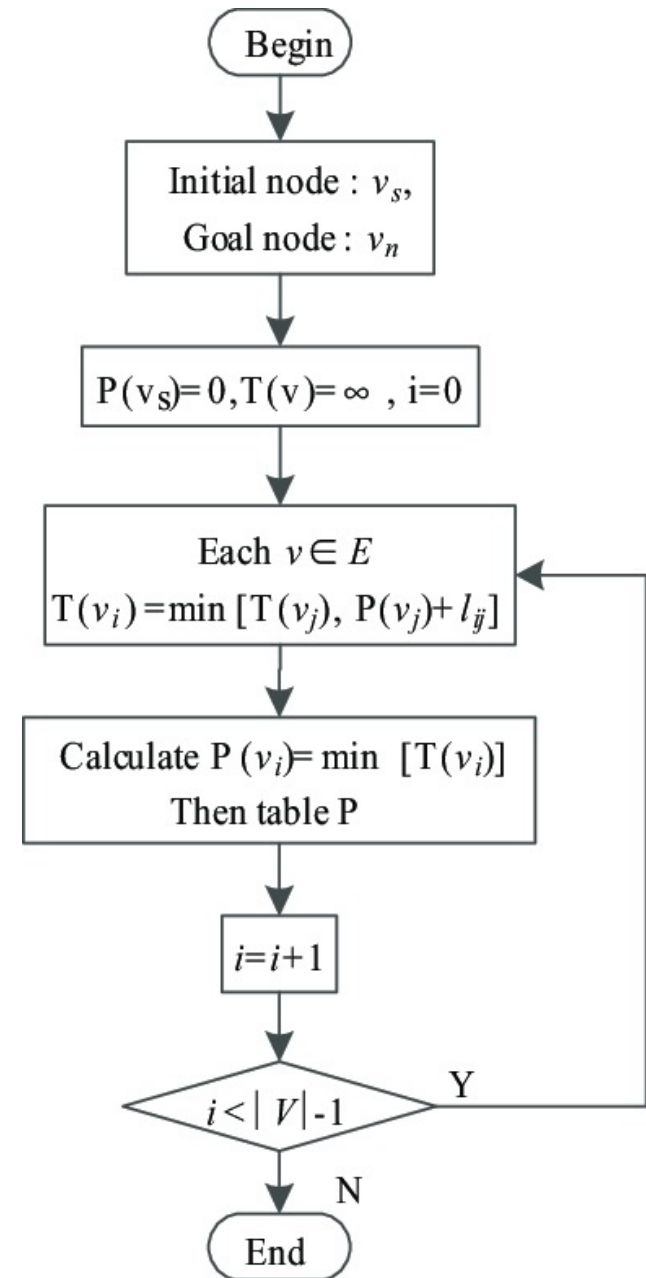 Begin
Initial node : vₛ,
Goal node : vₙ
P(vₛ)= 0,T(v)= ∞ , i=0
Each v ∈ E
T(vᵢ)=min [T(vⱼ), P(vⱼ)+ lᵢⱼ]
Calculate P (vᵢ)= min [T(vᵢ)]
Then table P
i=i+1
i<| V|-1
Y
N
End